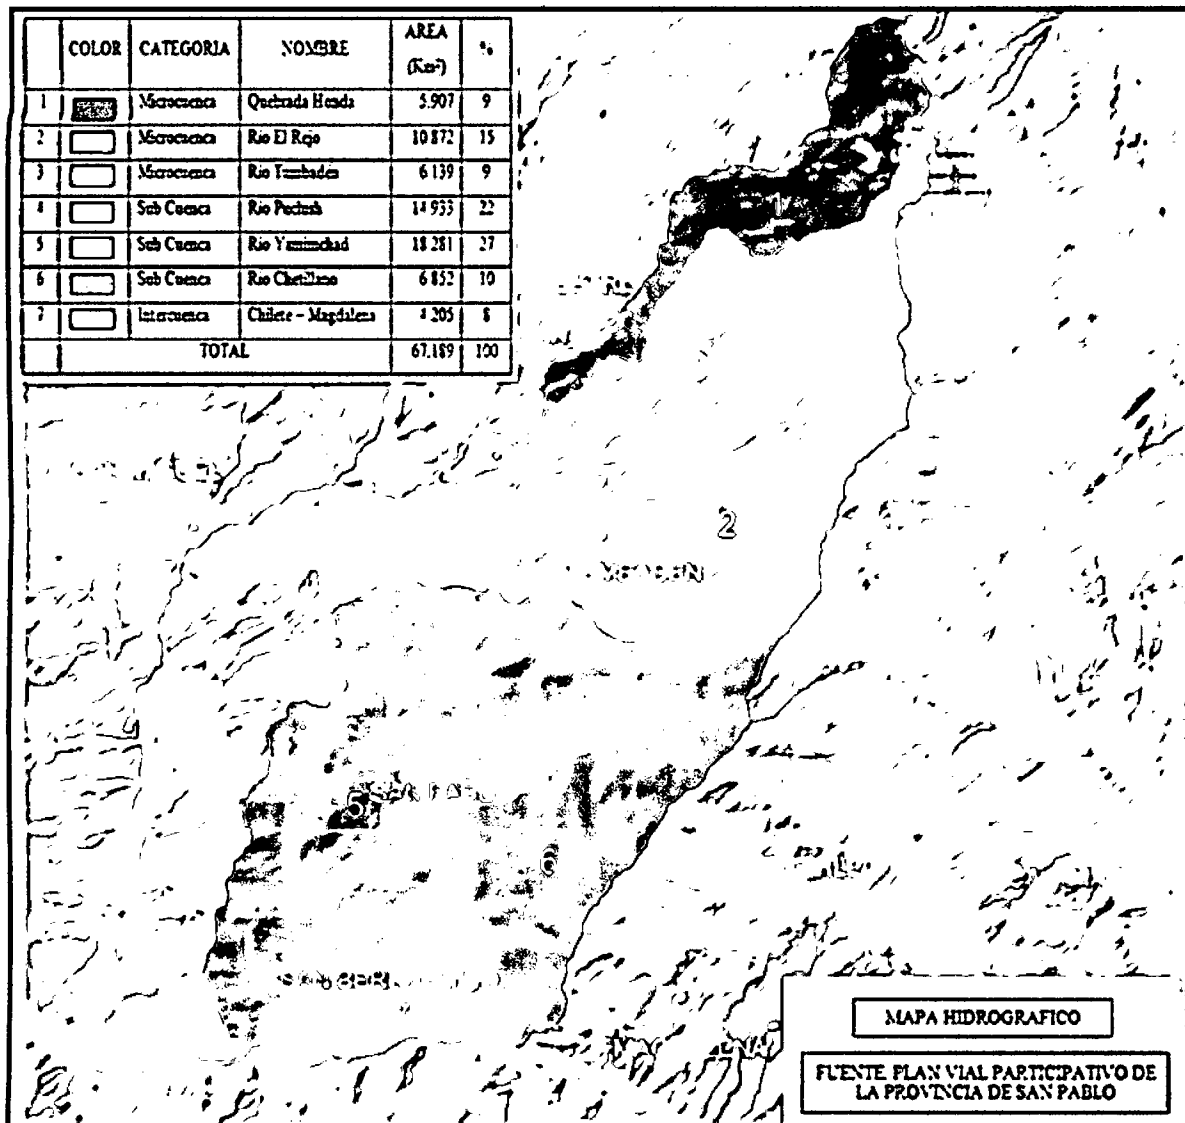 COLOR CATEGORIA NOMBRE AREA (Km²) %
1 Microcuenca Quebrada Honda 5.907 9
2 Microcuenca Rio El Rejo 10.872 15
3 Microcuenca Rio Tumbaden 6.139 9
4 Sub Cuenca Rio Puclush 14.933 22
5 Sub Cuenca Rio Yaminchad 18.281 27
6 Sub Cuenca Rio Chetillano 6.852 10
7 Intercuenca Chilete - Magdalena 4.205 8
TOTAL 67.189 100
2
MAPA HIDROGRAFICO
FUENTE PLAN VIAL PARTICIPATIVO DE
LA PROVINCIA DE SAN PABLO